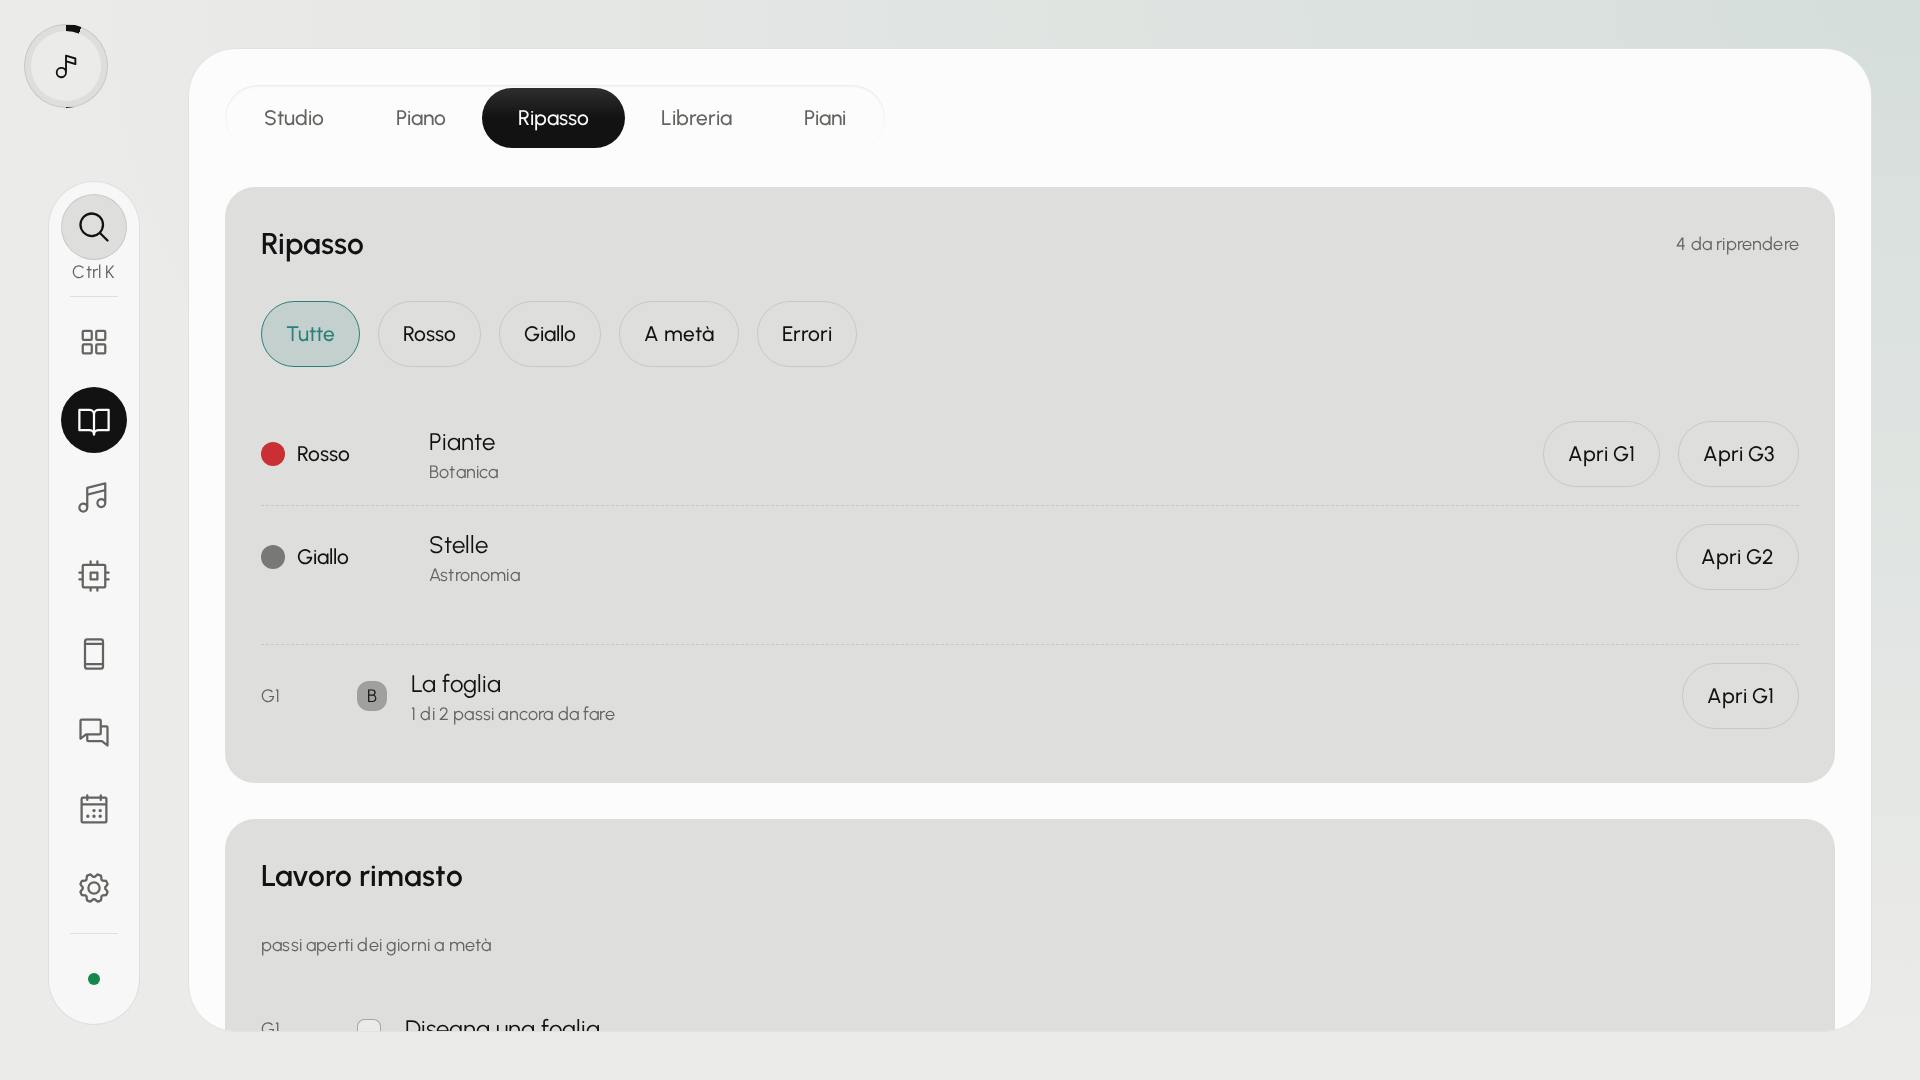 Studio
Piano
Ripasso
Libreria
Piani
Ctrl K
Ripasso
4 da riprendere
Tutte
Rosso
Giallo
A metà
Errori
Rosso
Piante
Botanica
Apri G1
Apri G3
Giallo
Stelle
Astronomia
Apri G2
G1
B
La foglia
1 di 2 passi ancora da fare
Apri G1
Lavoro rimasto
passi aperti dei giorni a metà
G1
Disegna una foglia